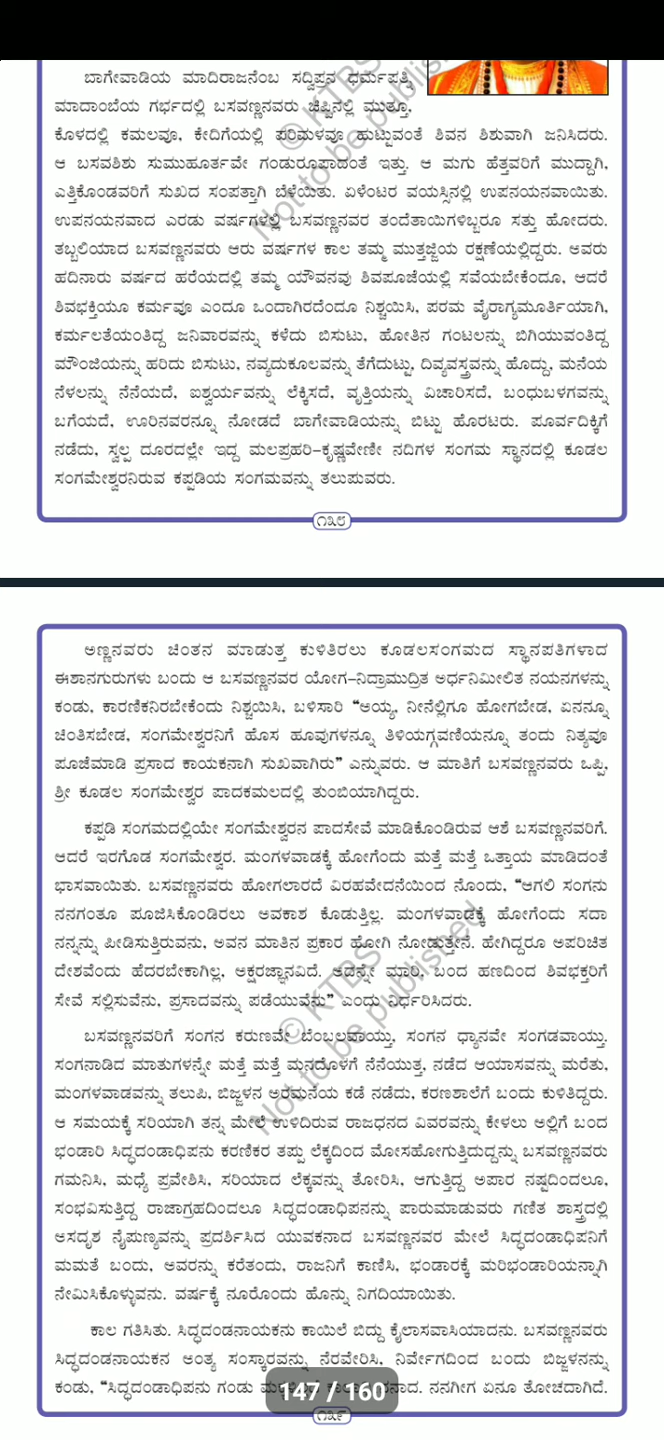 ಬಾಗೇವಾಡಿಯ ಮಾದಿರಾಜನೆಂಬ ಸದ್ವಿಪ್ರನ ಧರ್ಮಪತ್ನಿ
ಮಾದಾಂಬೆಯ ಗರ್ಭದಲ್ಲಿ ಬಸವಣ್ಣನವರು ಚಿಪ್ಪಿನಲ್ಲಿ ಮುತ್ತೂ,
ಕೊಳದಲ್ಲಿ ಕಮಲವೂ, ಕೇದಿಗೆಯಲ್ಲಿ ಪರಿಮಳವೂ ಹುಟ್ಟುವಂತೆ ಶಿವನ ಶಿಶುವಾಗಿ ಜನಿಸಿದರು.
ಆ ಬಸವಶಿಶು ಸುಮುಹೂರ್ತವೇ ಗಂಡುರೂಪಾದಂತೆ ಇತ್ತು. ಆ ಮಗು ಹೆತ್ತವರಿಗೆ ಮುದ್ದಾಗಿ,
ಎತ್ತಿಕೊಂಡವರಿಗೆ ಸುಖದ ಸಂಪತ್ತಾಗಿ ಬೆಳೆಯಿತು. ಏಳೆಂಟರ ವಯಸ್ಸಿನಲ್ಲಿ ಉಪನಯನವಾಯಿತು.
ಉಪನಯನವಾದ ಎರಡು ವರ್ಷಗಳಲ್ಲಿ ಬಸವಣ್ಣನವರ ತಂದೆತಾಯಿಗಳಿಬ್ಬರೂ ಸತ್ತು ಹೋದರು.
ತಬ್ಬಲಿಯಾದ ಬಸವಣ್ಣನವರು ಆರು ವರ್ಷಗಳ ಕಾಲ ತಮ್ಮ ಮುತ್ತಜ್ಜಿಯ ರಕ್ಷಣೆಯಲ್ಲಿದ್ದರು. ಅವರು
ಹದಿನಾರು ವರ್ಷದ ಹರೆಯದಲ್ಲಿ ತಮ್ಮ ಯೌವನವು ಶಿವಪೂಜೆಯಲ್ಲಿ ಸವೆಯಬೇಕೆಂದೂ, ಆದರೆ
ಶಿವಭಕ್ತಿಯೂ ಕರ್ಮವೂ ಎಂದೂ ಒಂದಾಗಿರದೆಂದೂ ನಿಶ್ಚಯಿಸಿ, ಪರಮ ವೈರಾಗ್ಯಮೂರ್ತಿಯಾಗಿ,
ಕರ್ಮಲತೆಯಂತಿದ್ದ ಜನಿವಾರವನ್ನು ಕಳೆದು ಬಿಸುಟು, ಹೋತಿನ ಗಂಟಲನ್ನು ಬಿಗಿಯುವಂತಿದ್ದ
ಮೌಂಜಿಯನ್ನು ಹರಿದು ಬಿಸುಟು, ನವ್ಯದುಕೂಲವನ್ನು ತೆಗೆದುಟ್ಟು, ದಿವ್ಯವಸ್ತ್ರವನ್ನು ಹೊದ್ದು, ಮನೆಯ
ನೆಳಲನ್ನು ನೆನೆಯದೆ, ಐಶ್ವರ್ಯವನ್ನು ಲೆಕ್ಕಿಸದೆ, ವೃತ್ತಿಯನ್ನು ವಿಚಾರಿಸದೆ, ಬಂಧುಬಳಗವನ್ನು
ಬಗೆಯದೆ, ಊರಿನವರನ್ನೂ ನೋಡದೆ ಬಾಗೇವಾಡಿಯನ್ನು ಬಿಟ್ಟು ಹೊರಟರು. ಪೂರ್ವದಿಕ್ಕಿಗೆ
ನಡೆದು, ಸ್ವಲ್ಪ ದೂರದಲ್ಲೇ ಇದ್ದ ಮಲಪ್ರಹರಿ-ಕೃಷ್ಣವೇಣೀ ನದಿಗಳ ಸಂಗಮ ಸ್ಥಾನದಲ್ಲಿ ಕೂಡಲ
ಸಂಗಮೇಶ್ವರನಿರುವ ಕಪ್ಪಡಿಯ ಸಂಗಮವನ್ನು ತಲುಪುವರು.
೧೩೮
© KTBS
Not to be published
ಅಣ್ಣನವರು ಚಿಂತನ ಮಾಡುತ್ತ ಕುಳಿತಿರಲು ಕೂಡಲಸಂಗಮದ ಸ್ಥಾನಪತಿಗಳಾದ
ಈಶಾನಗುರುಗಳು ಬಂದು ಆ ಬಸವಣ್ಣನವರ ಯೋಗ-ನಿದ್ರಾಮುದ್ರಿತ ಅರ್ಧನಿಮೀಲಿತ ನಯನಗಳನ್ನು
ಕಂಡು, ಕಾರಣಿಕನಿರಬೇಕೆಂದು ನಿಶ್ಚಯಿಸಿ, ಬಳಿಸಾರಿ “ಅಯ್ಯ, ನೀನೆಲ್ಲಿಗೂ ಹೋಗಬೇಡ, ಏನನ್ನೂ
ಚಿಂತಿಸಬೇಡ, ಸಂಗಮೇಶ್ವರನಿಗೆ ಹೊಸ ಹೂವುಗಳನ್ನೂ ತಿಳಿಯಗ್ಗವಣಿಯನ್ನೂ ತಂದು ನಿತ್ಯವೂ
ಪೂಜೆಮಾಡಿ ಪ್ರಸಾದ ಕಾಯಕನಾಗಿ ಸುಖವಾಗಿರು” ಎನ್ನುವರು. ಆ ಮಾತಿಗೆ ಬಸವಣ್ಣನವರು ಒಪ್ಪಿ,
ಶ್ರೀ ಕೂಡಲ ಸಂಗಮೇಶ್ವರ ಪಾದಕಮಲದಲ್ಲಿ ತುಂಬಿಯಾಗಿದ್ದರು.
ಕಪ್ಪಡಿ ಸಂಗಮದಲ್ಲಿಯೇ ಸಂಗಮೇಶ್ವರನ ಪಾದಸೇವೆ ಮಾಡಿಕೊಂಡಿರುವ ಆಶೆ ಬಸವಣ್ಣನವರಿಗೆ.
ಆದರೆ ಇರಗೊಡ ಸಂಗಮೇಶ್ವರ. ಮಂಗಳವಾಡಕ್ಕೆ ಹೋಗೆಂದು ಮತ್ತೆ ಮತ್ತೆ ಒತ್ತಾಯ ಮಾಡಿದಂತೆ
ಭಾಸವಾಯಿತು. ಬಸವಣ್ಣನವರು ಹೋಗಲಾರದೆ ವಿರಹವೇದನೆಯಿಂದ ನೊಂದು, “ಆಗಲಿ ಸಂಗನು
ನನಗಂತೂ ಪೂಜಿಸಿಕೊಂಡಿರಲು ಅವಕಾಶ ಕೊಡುತ್ತಿಲ್ಲ. ಮಂಗಳವಾಡಕ್ಕೆ ಹೋಗೆಂದು ಸದಾ
ನನ್ನನ್ನು ಪೀಡಿಸುತ್ತಿರುವನು, ಅವನ ಮಾತಿನ ಪ್ರಕಾರ ಹೋಗಿ ನೋಡುತ್ತೇನೆ. ಹೇಗಿದ್ದರೂ ಅಪರಿಚಿತ
ದೇಶವೆಂದು ಹೆದರಬೇಕಾಗಿಲ್ಲ, ಅಕ್ಷರಜ್ಞಾನವಿದೆ. ಅದನ್ನೇ ಮಾರಿ, ಬಂದ ಹಣದಿಂದ ಶಿವಭಕ್ತರಿಗೆ
ಸೇವೆ ಸಲ್ಲಿಸುವೆನು, ಪ್ರಸಾದವನ್ನು ಪಡೆಯುವೆನು” ಎಂದು ನಿರ್ಧರಿಸಿದರು.
ಬಸವಣ್ಣನವರಿಗೆ ಸಂಗನ ಕರುಣವೇ ಬೆಂಬಲವಾಯ್ತು, ಸಂಗನ ಧ್ಯಾನವೇ ಸಂಗಡವಾಯ್ತು.
ಸಂಗನಾಡಿದ ಮಾತುಗಳನ್ನೇ ಮತ್ತೆ ಮತ್ತೆ ಮನದೊಳಗೆ ನೆನೆಯುತ್ತ, ನಡೆದ ಆಯಾಸವನ್ನು ಮರೆತು,
ಮಂಗಳವಾಡವನ್ನು ತಲುಪಿ, ಬಿಜ್ಜಳನ ಅರಮನೆಯ ಕಡೆ ನಡೆದು, ಕರಣಶಾಲೆಗೆ ಬಂದು ಕುಳಿತಿದ್ದರು.
ಆ ಸಮಯಕ್ಕೆ ಸರಿಯಾಗಿ ತನ್ನ ಮೇಲೆ ಉಳಿದಿರುವ ರಾಜಧನದ ವಿವರವನ್ನು ಕೇಳಲು ಅಲ್ಲಿಗೆ ಬಂದ
ಭಂಡಾರಿ ಸಿದ್ಧದಂಡಾಧಿಪನು ಕರಣಿಕರ ತಪ್ಪು ಲೆಕ್ಕದಿಂದ ಮೋಸಹೋಗುತ್ತಿದುದ್ದನ್ನು ಬಸವಣ್ಣನವರು
ಗಮನಿಸಿ, ಮಧ್ಯೆ ಪ್ರವೇಶಿಸಿ, ಸರಿಯಾದ ಲೆಕ್ಕವನ್ನು ತೋರಿಸಿ, ಆಗುತ್ತಿದ್ದ ಅಪಾರ ನಷ್ಟದಿಂದಲೂ,
ಸಂಭವಿಸುತ್ತಿದ್ದ ರಾಜಾಗ್ರಹದಿಂದಲೂ ಸಿದ್ಧದಂಡಾಧಿಪನನ್ನು ಪಾರುಮಾಡುವರು ಗಣಿತ ಶಾಸ್ತ್ರದಲ್ಲಿ
ಅಸದೃಶ ನೈಪುಣ್ಯವನ್ನು ಪ್ರದರ್ಶಿಸಿದ ಯುವಕನಾದ ಬಸವಣ್ಣನವರ ಮೇಲೆ ಸಿದ್ಧದಂಡಾಧಿಪನಿಗೆ
ಮಮತೆ ಬಂದು, ಅವರನ್ನು ಕರೆತಂದು, ರಾಜನಿಗೆ ಕಾಣಿಸಿ, ಭಂಡಾರಕ್ಕೆ ಮರಿಭಂಡಾರಿಯನ್ನಾಗಿ
ನೇಮಿಸಿಕೊಳ್ಳುವನು. ವರ್ಷಕ್ಕೆ ನೂರೊಂದು ಹೊನ್ನು ನಿಗದಿಯಾಯಿತು.
ಕಾಲ ಗತಿಸಿತು. ಸಿದ್ಧದಂಡನಾಯಕನು ಕಾಯಿಲೆ ಬಿದ್ದು ಕೈಲಾಸವಾಸಿಯಾದನು. ಬಸವಣ್ಣನವರು
ಸಿದ್ಧದಂಡನಾಯಕನ ಅಂತ್ಯ ಸಂಸ್ಕಾರವನ್ನು ನೆರವೇರಿಸಿ, ನಿರ್ವೇಗದಿಂದ ಬಂದು ಬಿಜ್ಜಳನನ್ನು
ಕಂಡು, “ಸಿದ್ಧದಂಡಾಧಿಪನು ಗಂಡು ನನಗೀಗ ಏನೂ ತೋಚದಾಗಿದೆ.
147 / 160
೧೩೯
© KTBS
Not to be published